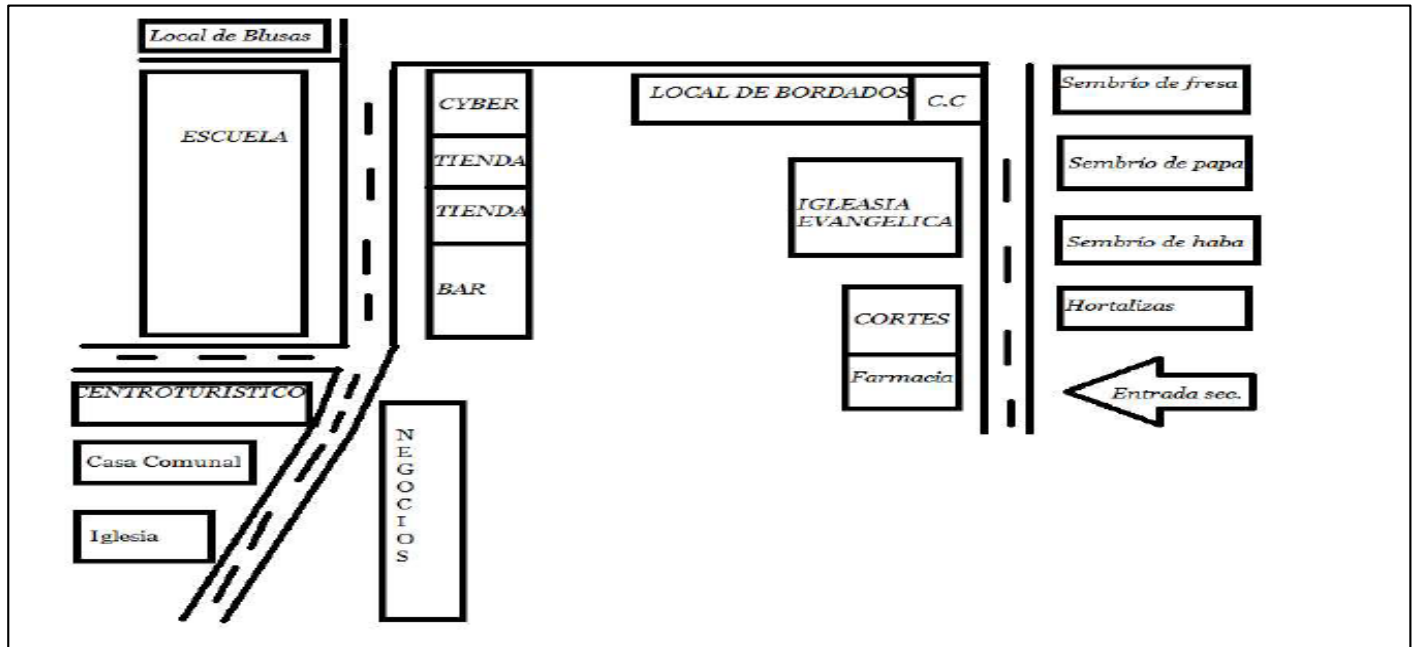 Local de Blusas
ESCUELA
CYBER
TIENDA
TIENDA
BAR
LOCAL DE BORDADOS
C.C
IGLEASIA
EVANGELICA
CORTES
Farmacia
Sembrío de fresa
Sembrío de papa
Sembrío de haba
Hortalizas
Entrada sec.
CENTROTURISTICO
Casa Comunal
Iglesia
N
E
G
O
C
I
O
S